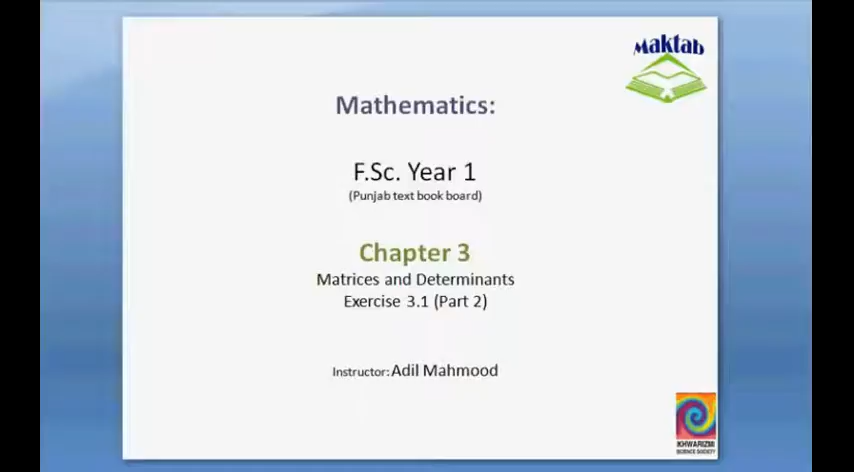 Maktab
Mathematics:
F.Sc. Year 1
(Punjab text book board)
Chapter 3
Matrices and Determinants
Exercise 3.1 (Part 2)
Instructor: Adil Mahmood
KHWARIZMI
SCIENCE SOCIETY